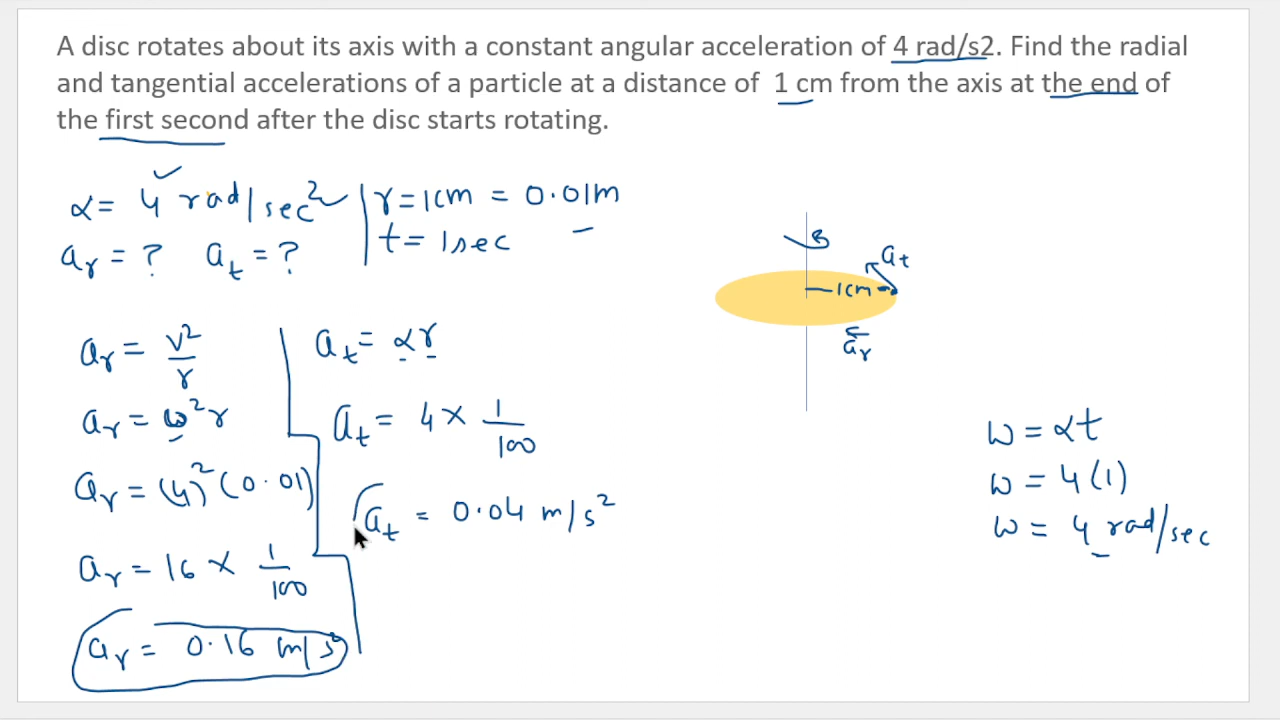 A disc rotates about its axis with a constant angular acceleration of 4 rad/s2. Find the radial
and tangential accelerations of a particle at a distance of 1 cm from the axis at the end of
the first second after the disc starts rotating.
α = 4 rad/sec²
r = 1cm = 0.01m
aᵣ = ? aₜ = ?
t = 1sec
aₜ
1cm
aᵣ
aᵣ = v²/r
aᵣ = ω²r
aᵣ = (4)²(0.01)
aᵣ = 16 × 1/100
aᵣ = 0.16 m/s²
aₜ = αr
aₜ = 4 × 1/100
aₜ = 0.04 m/s²
ω = αt
ω = 4(1)
ω = 4 rad/sec